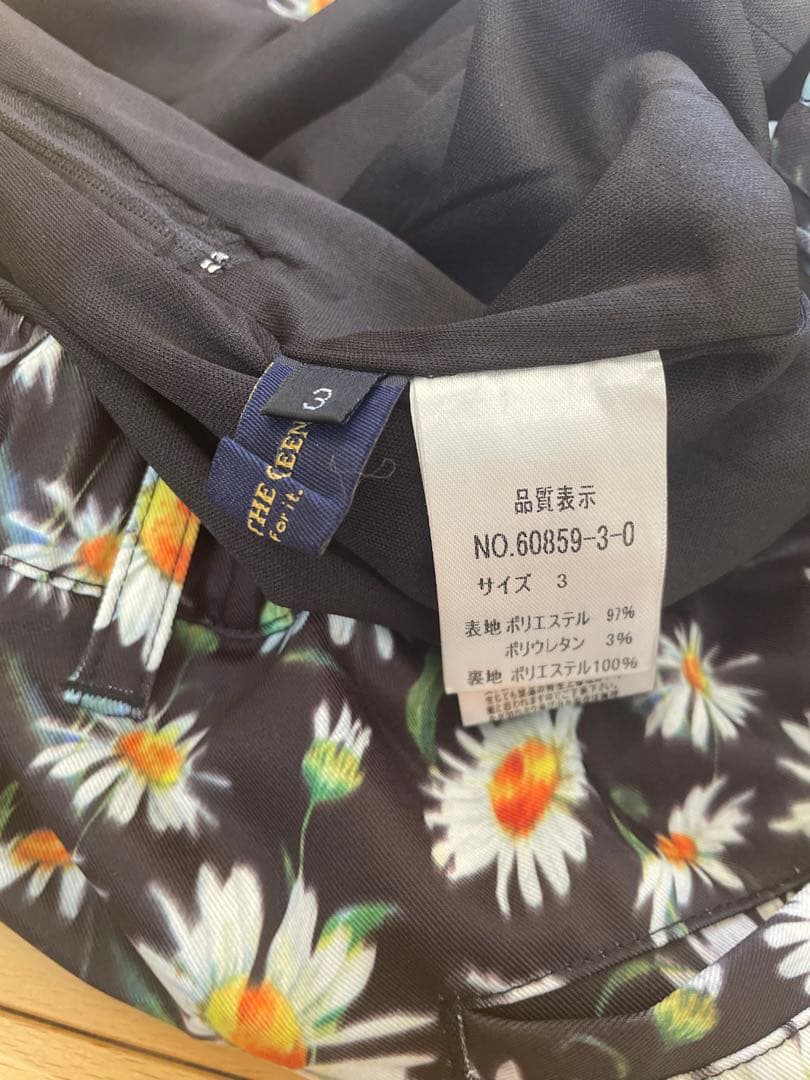 3
THE
for it.
品質表示
NO.60859-3-0
サイズ 3
表地 ポリエステル 97%
ポリウレタン 3%
裏地 ポリエステル100%